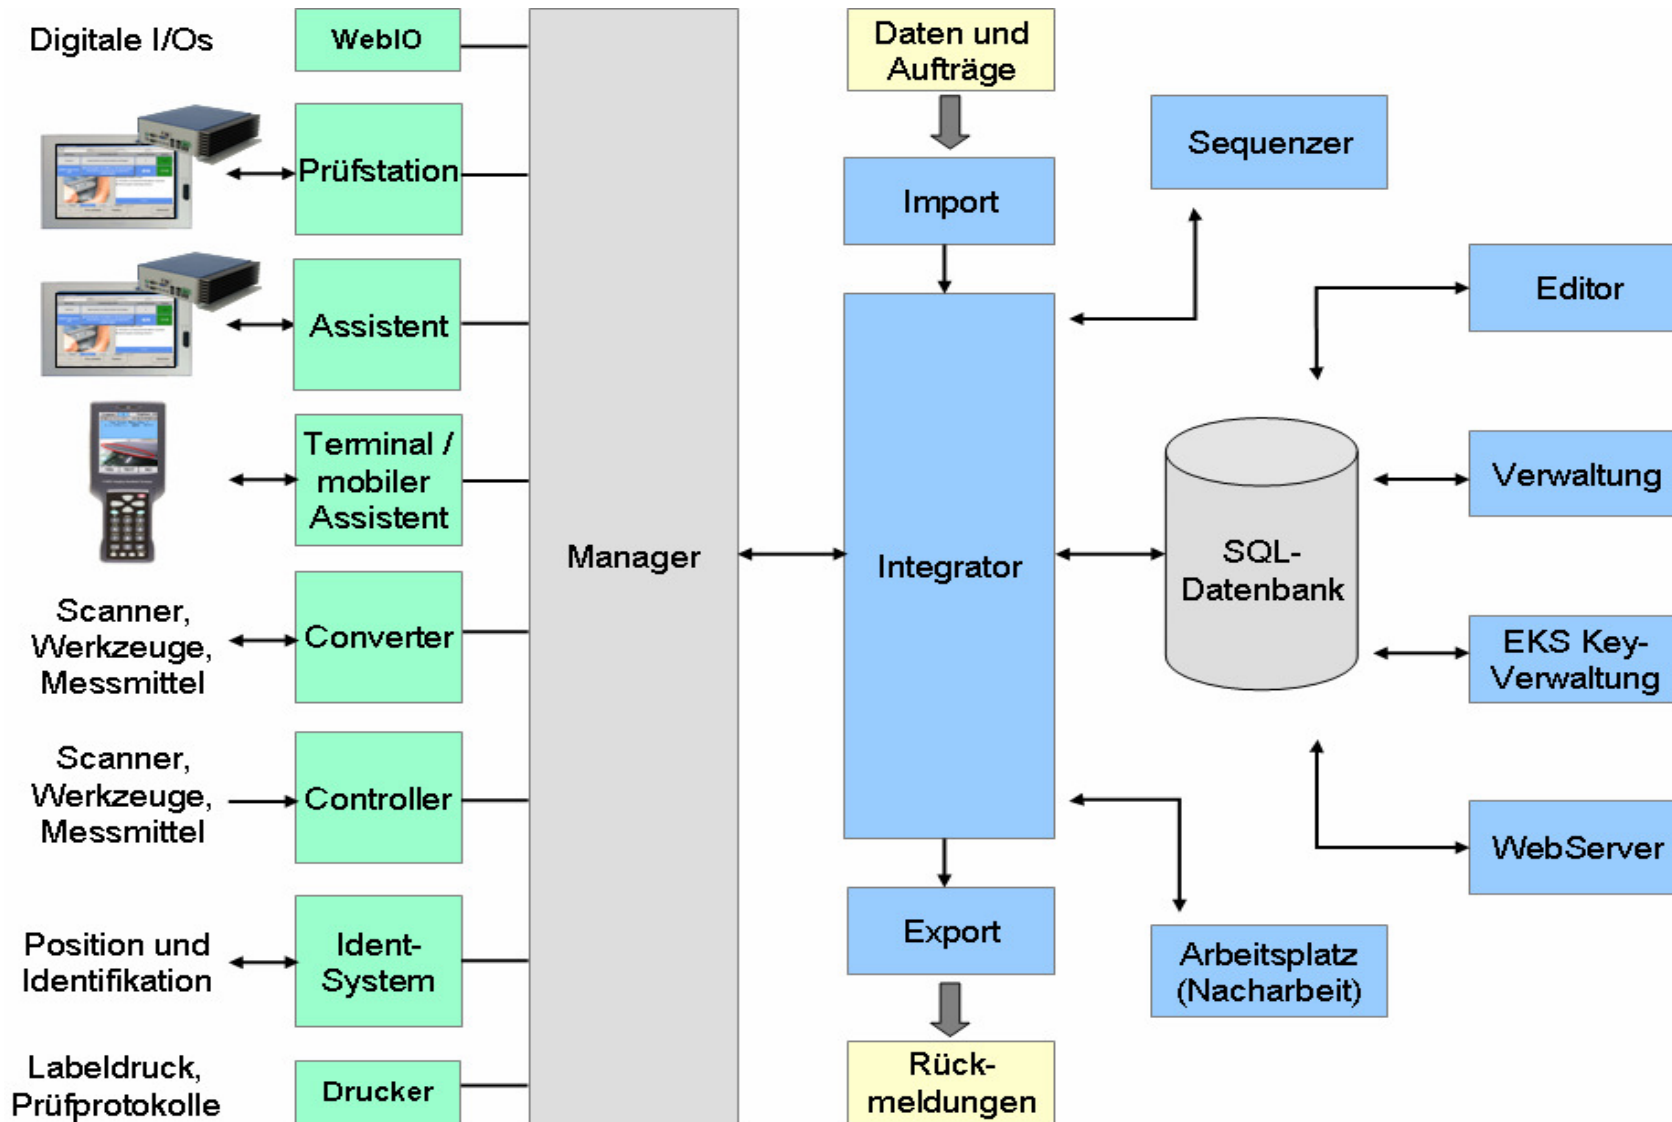 Digitale I/Os
WebIO
Prüfstation
Assistent
Terminal /
mobiler
Assistent
Scanner,
Werkzeuge,
Messmittel
Converter
Scanner,
Werkzeuge,
Messmittel
Controller
Position und
Identifikation
Ident-
System
Labeldruck,
Prüfprotokolle
Drucker
Manager
Daten und
Aufträge
Import
Integrator
Export
Rück-
meldungen
Sequenzer
SQL-
Datenbank
Arbeitsplatz
(Nacharbeit)
Editor
Verwaltung
EKS Key-
Verwaltung
WebServer